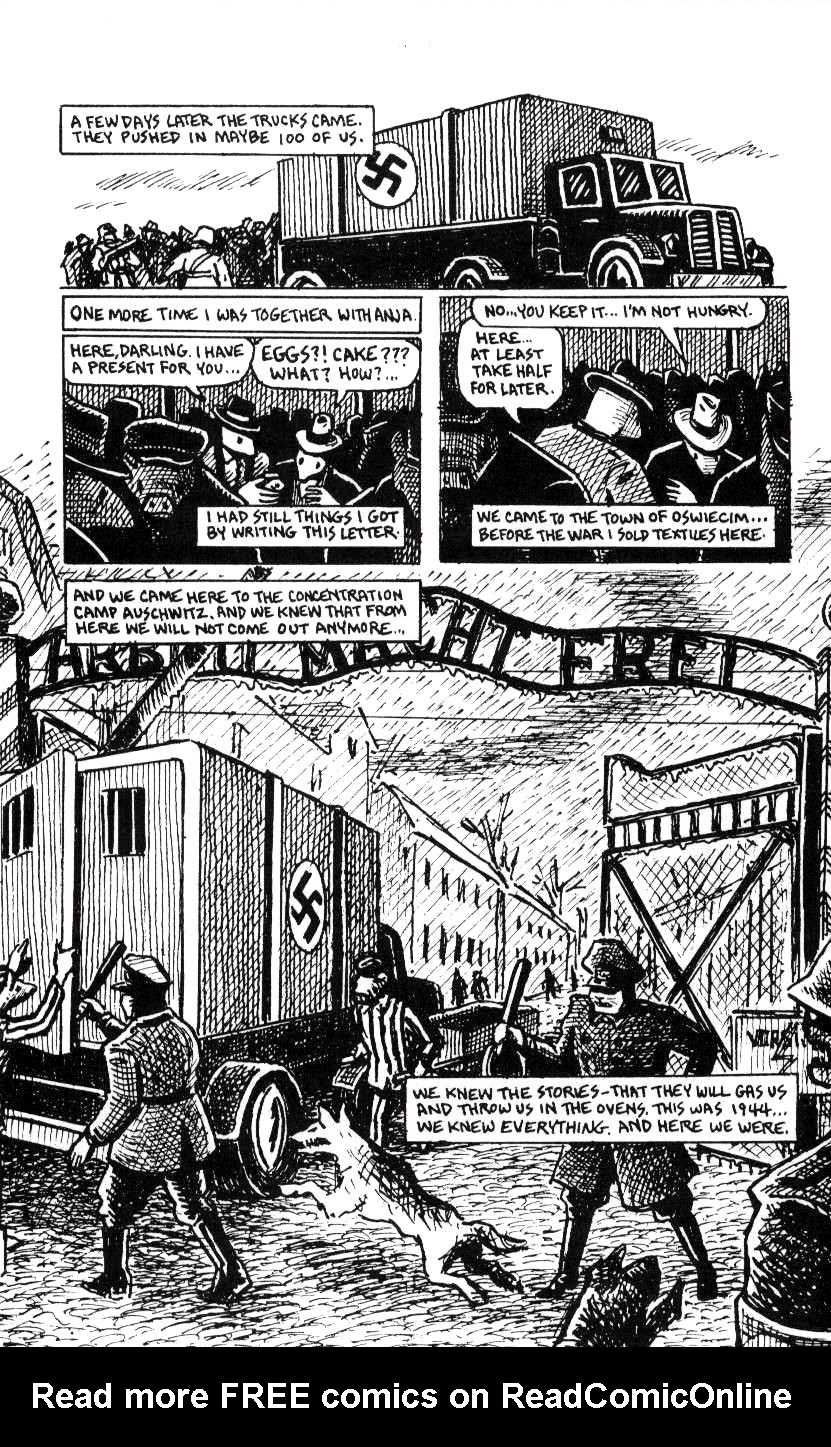 A FEW DAYS LATER THE TRUCKS CAME.
THEY PUSHED IN MAYBE 100 OF US.
ONE MORE TIME I WAS TOGETHER WITH ANJA.
HERE, DARLING. I HAVE
A PRESENT FOR YOU...
EGGS?! CAKE???
WHAT? HOW?...
I HAD STILL THINGS I GOT
BY WRITING THIS LETTER.
NO...YOU KEEP IT... I'M NOT HUNGRY.
HERE...
AT LEAST
TAKE HALF
FOR LATER.
WE CAME TO THE TOWN OF OSWIECIM...
BEFORE THE WAR I SOLD TEXTILES HERE.
AND WE CAME HERE TO THE CONCENTRATION
CAMP AUSCHWITZ. AND WE KNEW THAT FROM
HERE WE WILL NOT COME OUT ANYMORE...
MACHT FREI
WE KNEW THE STORIES-THAT THEY WILL GAS US
AND THROW US IN THE OVENS. THIS WAS 1944...
WE KNEW EVERYTHING. AND HERE WE WERE.
Read more FREE comics on ReadComicOnline